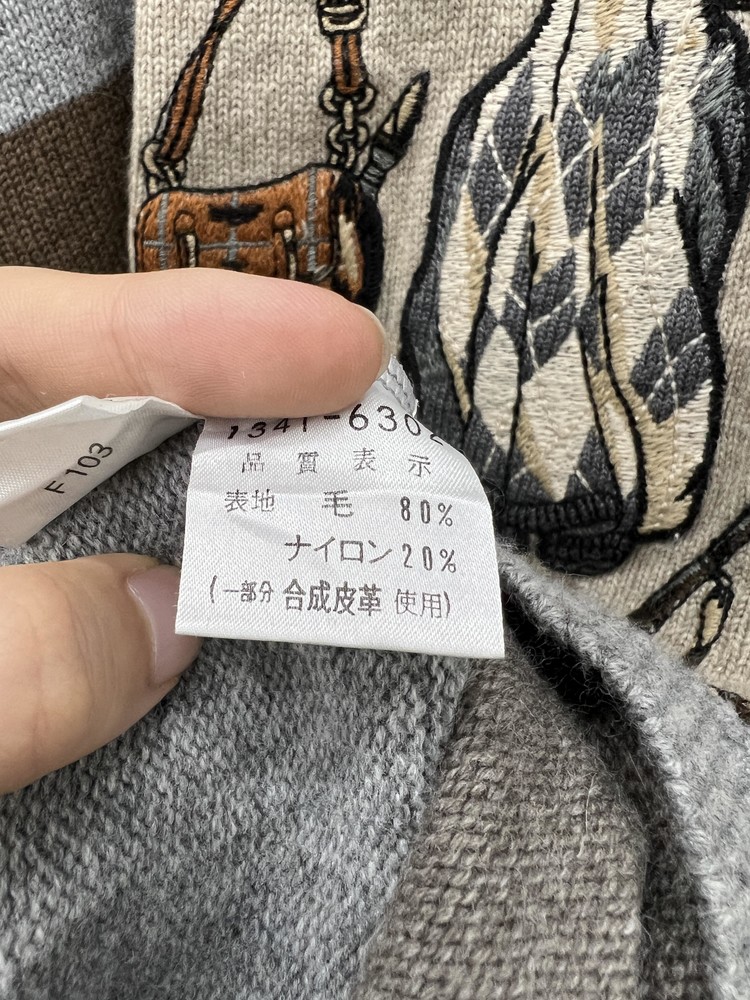 F103
品質表示
表地 毛 80%
ナイロン 20%
(一部分 合成皮革 使用)